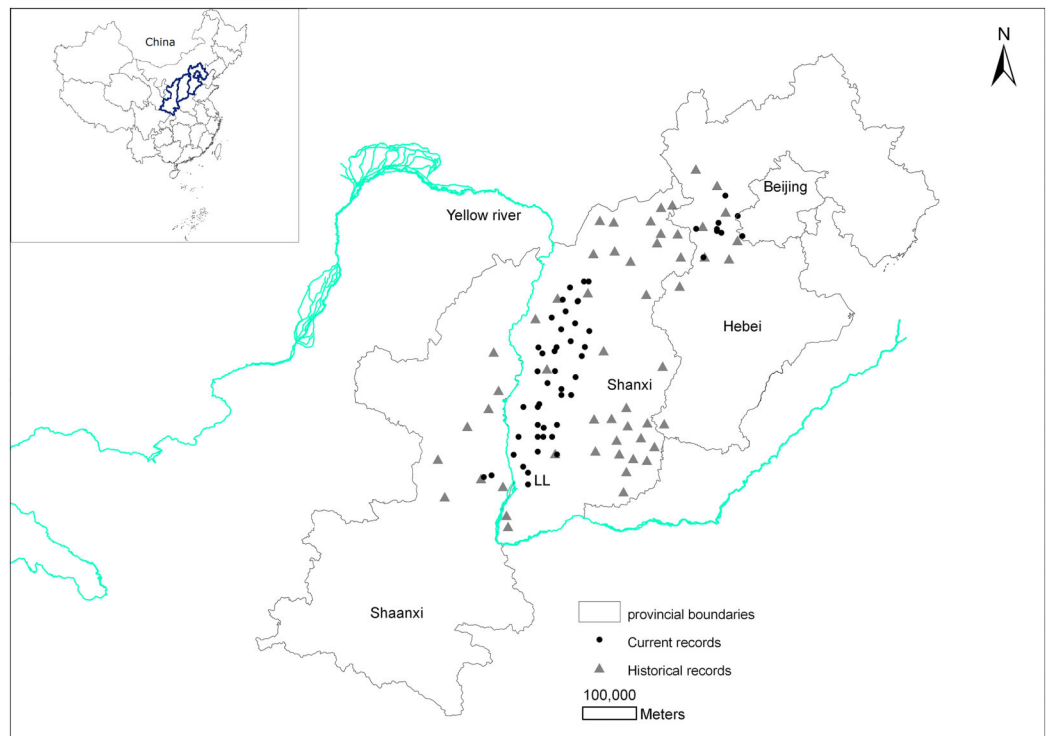 China
N
Beijing
Yellow river
Hebei
Shanxi
LL
Shaanxi
provincial boundaries
Current records
Historical records
100,000
Meters